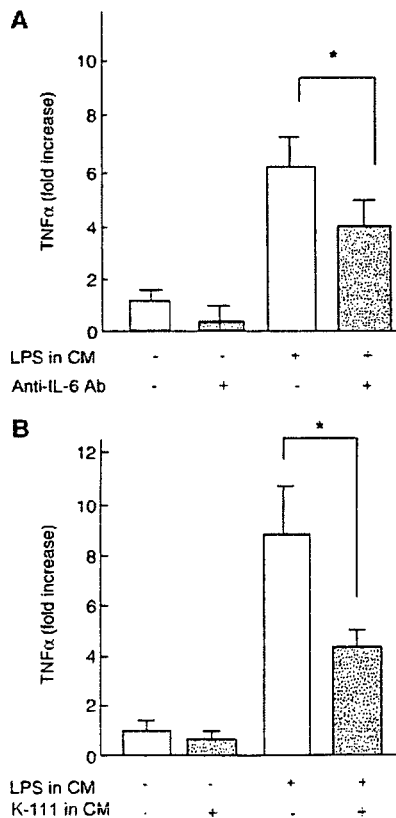 A
TNFα (fold increase)
10
8
6
4
2
0
*
LPS in CM - - + +
Anti-IL-6 Ab - + - +
B
TNFα (fold increase)
12
10
8
6
4
2
0
*
LPS in CM - - + +
K-111 in CM - + - +